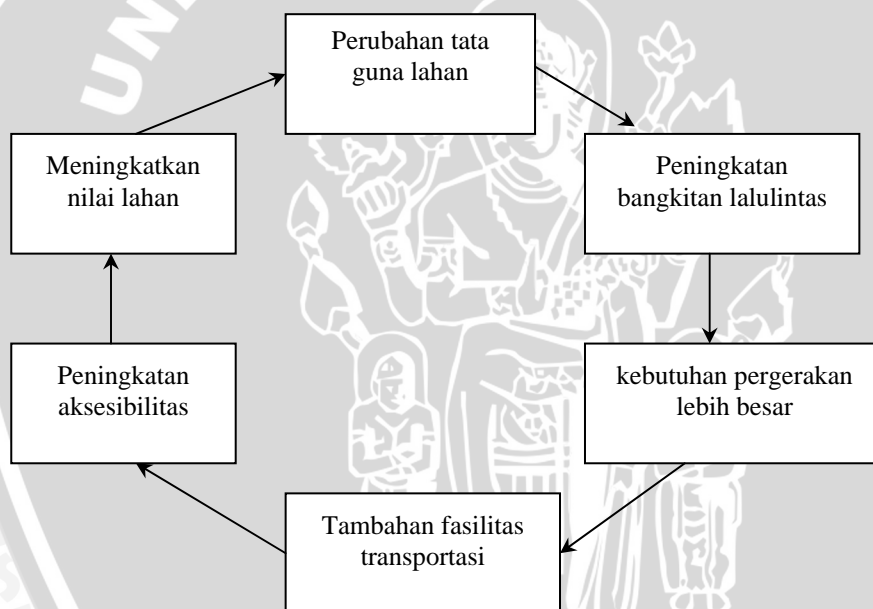 Perubahan tata
guna lahan
Peningkatan
bangkitan lalulintas
kebutuhan pergerakan
lebih besar
Tambahan fasilitas
transportasi
Peningkatan
aksesibilitas
Meningkatkan
nilai lahan
UN